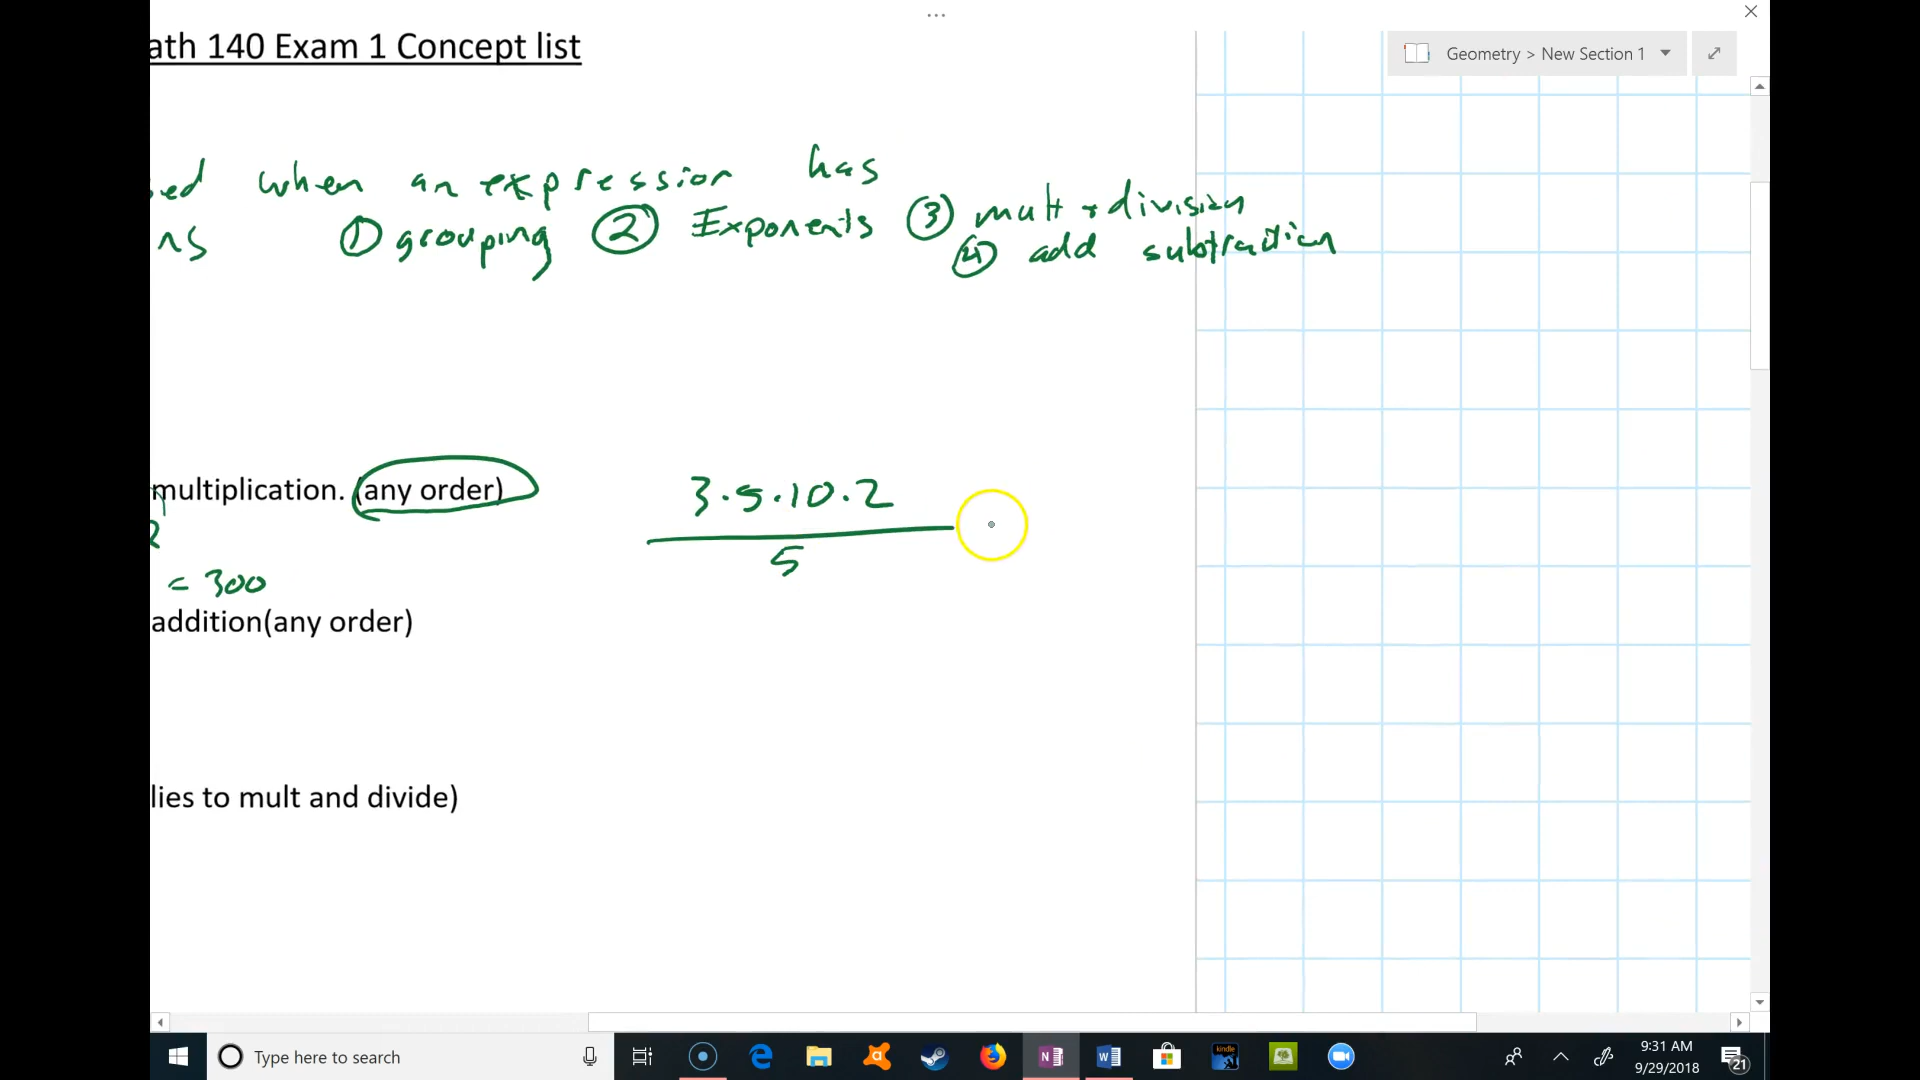 ath 140 Exam 1 Concept list
Geometry > New Section 1
sed when an expression has
ns ① grouping ② Exponents ③ mult + division
④ add subtraction
multiplication. (any order)
3·5·10·2
5
2
= 300
addition(any order)
lies to mult and divide)
Type here to search
9:31 AM
9/29/2018
21